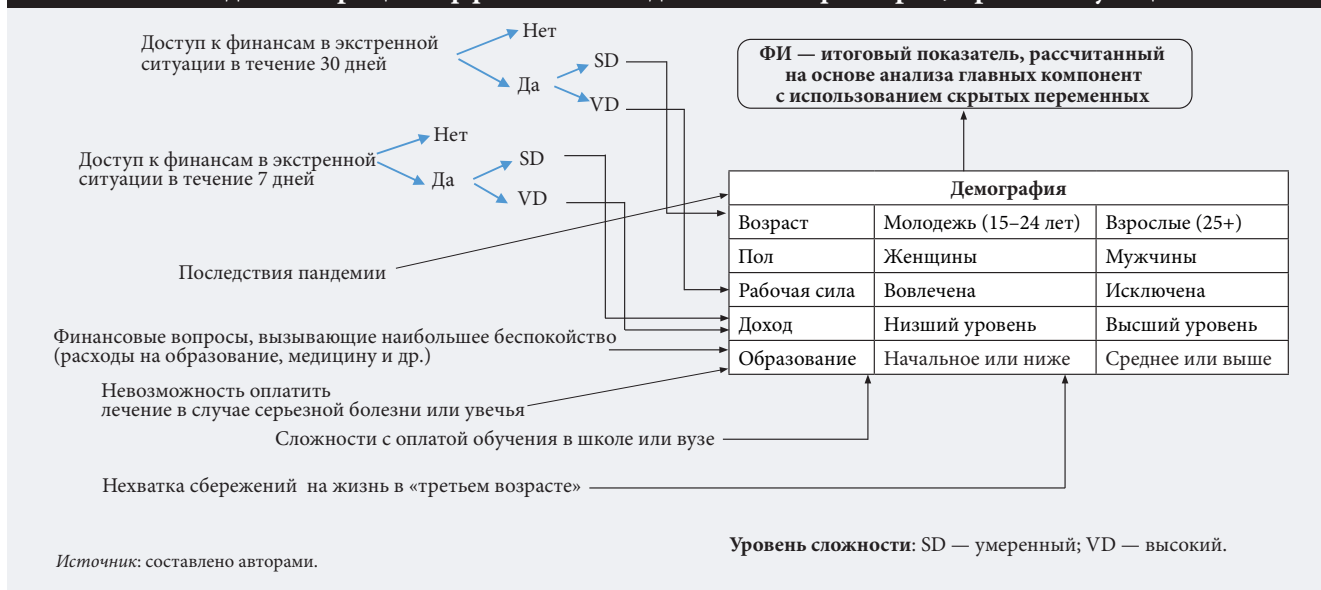 Доступ к финансам в экстренной
ситуации в течение 30 дней
Нет
Да
SD
VD
ФИ — итоговый показатель, рассчитанный
на основе анализа главных компонент
с использованием скрытых переменных
Доступ к финансам в экстренной
ситуации в течение 7 дней
Нет
Да
SD
VD
Демография
Возраст Молодежь (15–24 лет) Взрослые (25+)
Пол Женщины Мужчины
Рабочая сила Вовлечена Исключена
Доход Низший уровень Высший уровень
Образование Начальное или ниже Среднее или выше
Последствия пандемии
Финансовые вопросы, вызывающие наибольшее беспокойство
(расходы на образование, медицину и др.)
Невозможность оплатить
лечение в случае серьезной болезни или увечья
Сложности с оплатой обучения в школе или вузе
Нехватка сбережений на жизнь в «третьем возрасте»
Уровень сложности: SD — умеренный; VD — высокий.
Источник: составлено авторами.